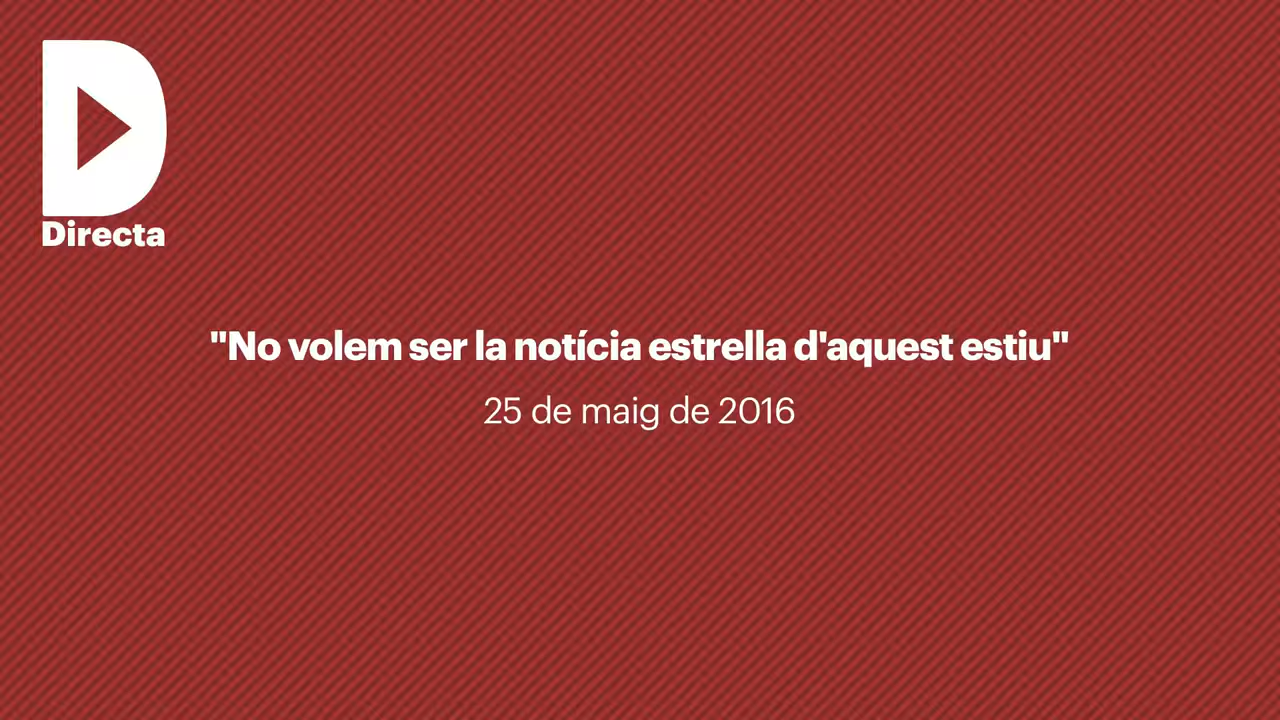 Directa
"No volem ser la notícia estrella d'aquest estiu"
25 de maig de 2016